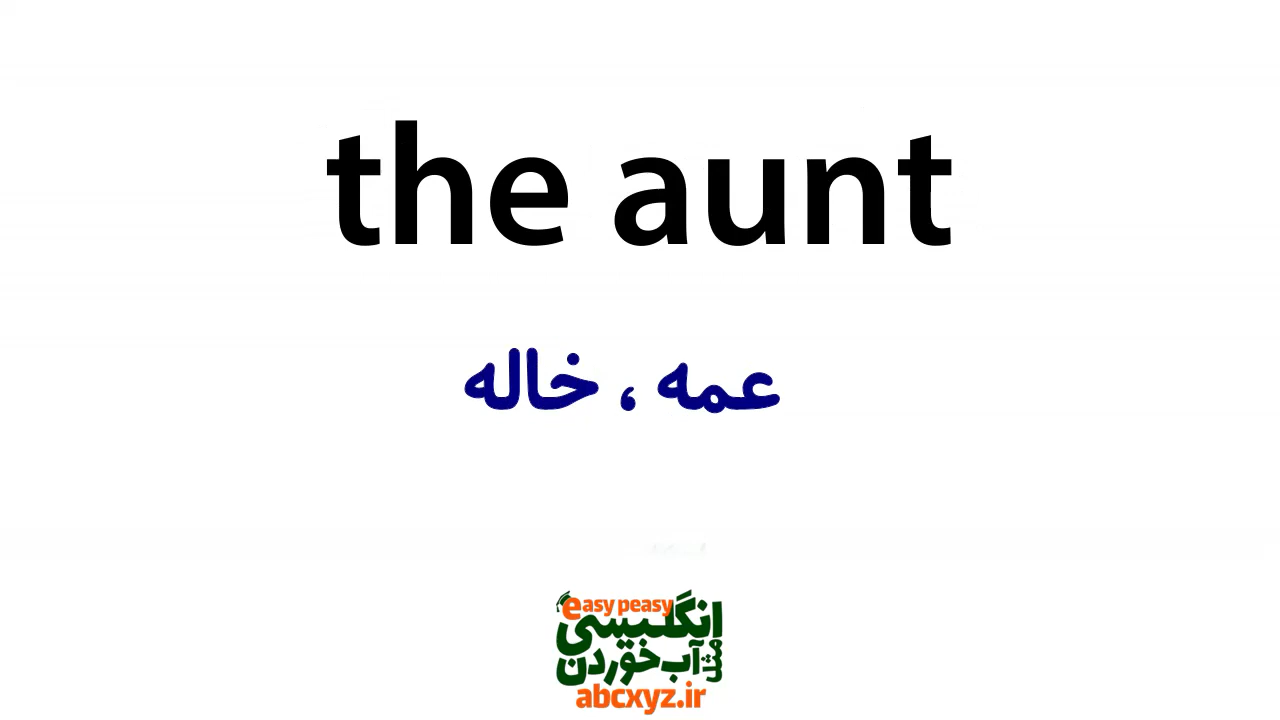 the aunt
عمه ، خاله
easy peasy
انگلیسی
مثل آب خوردن
abcxyz.ir